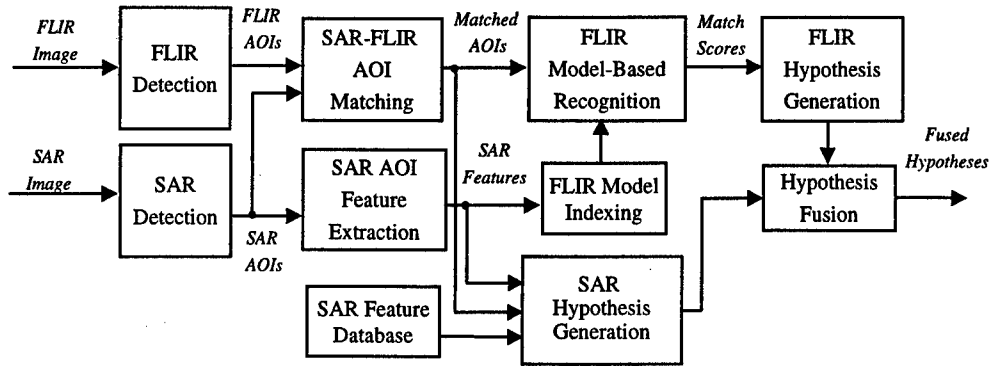 FLIR
Image
FLIR
Detection
FLIR
AOIs
SAR-FLIR
AOI
Matching
Matched
AOIs
FLIR
Model-Based
Recognition
Match
Scores
FLIR
Hypothesis
Generation
SAR
Image
SAR
Detection
SAR
AOIs
SAR AOI
Feature
Extraction
SAR
Features
FLIR Model
Indexing
Hypothesis
Fusion
Fused
Hypotheses
SAR Feature
Database
SAR
Hypothesis
Generation